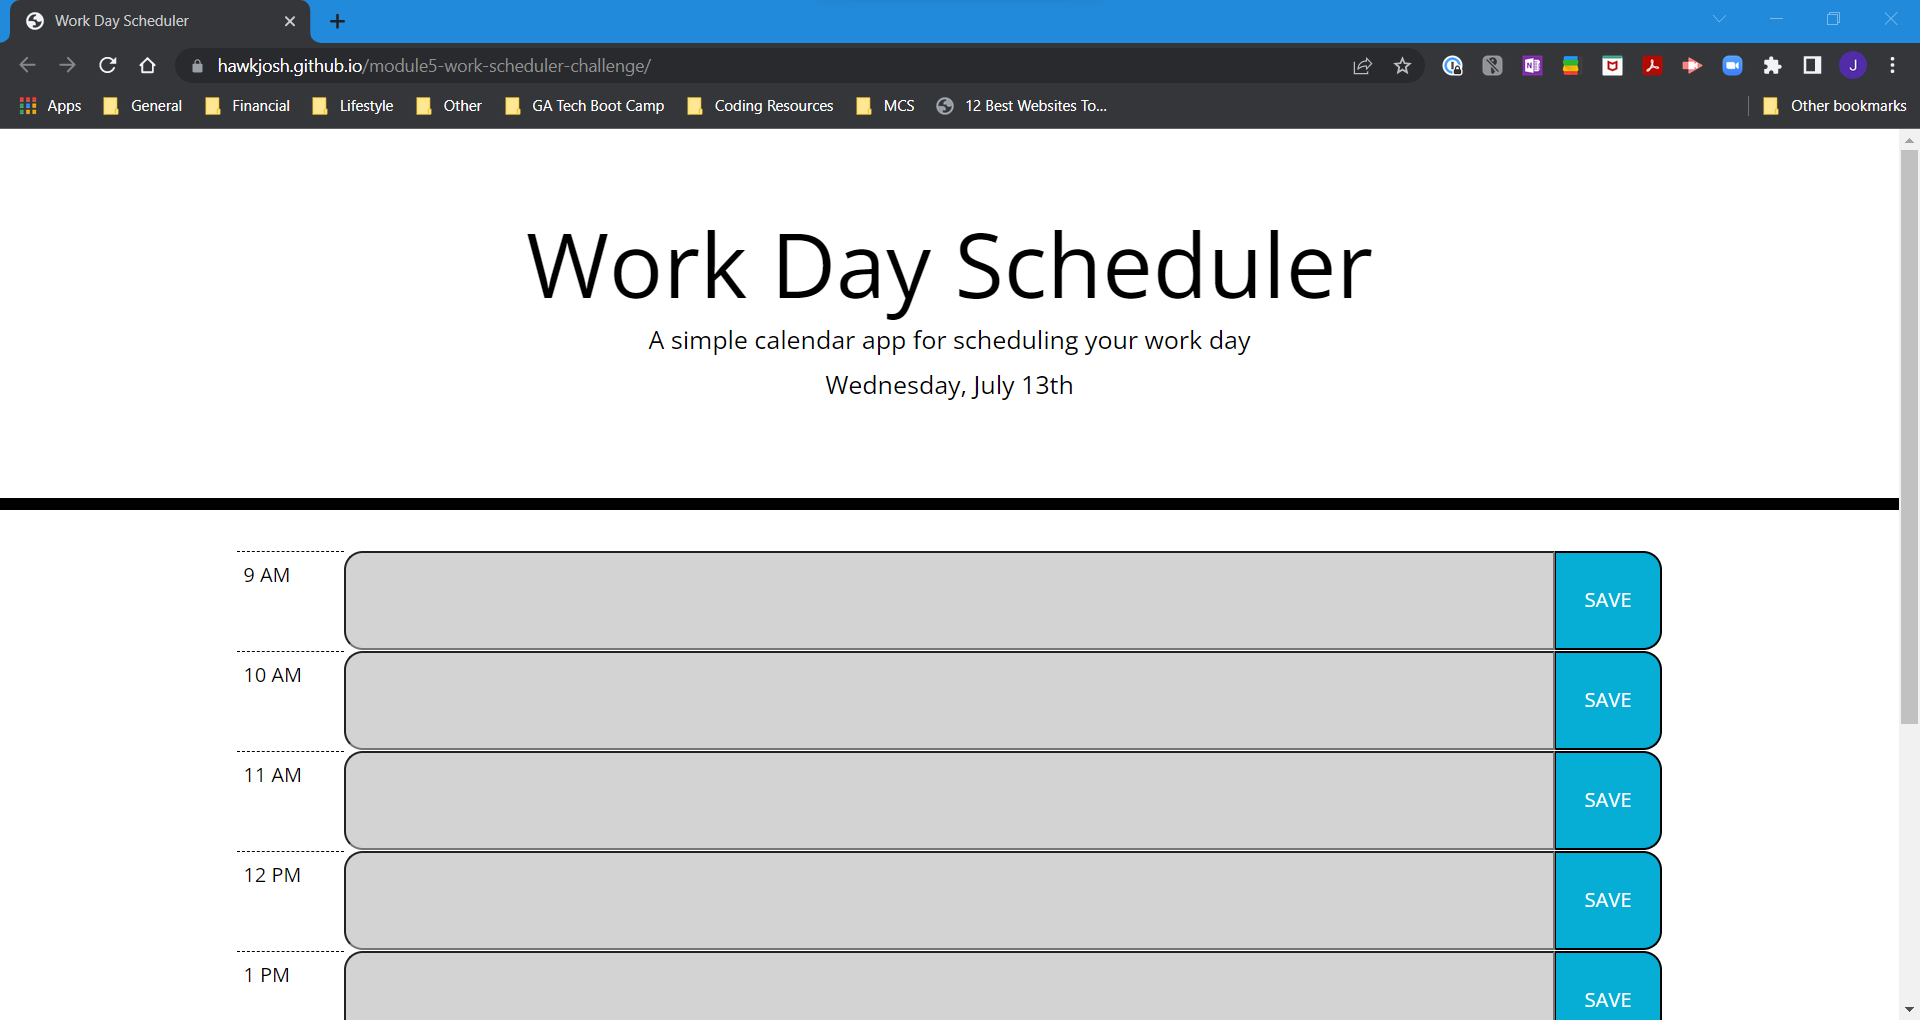 Work Day Scheduler
hawkjosh.github.io/module5-work-scheduler-challenge/
J
Apps General Financial Lifestyle Other GA Tech Boot Camp Coding Resources MCS 12 Best Websites To... Other bookmarks
Work Day Scheduler
A simple calendar app for scheduling your work day
Wednesday, July 13th
9 AM SAVE
10 AM SAVE
11 AM SAVE
12 PM SAVE
1 PM SAVE